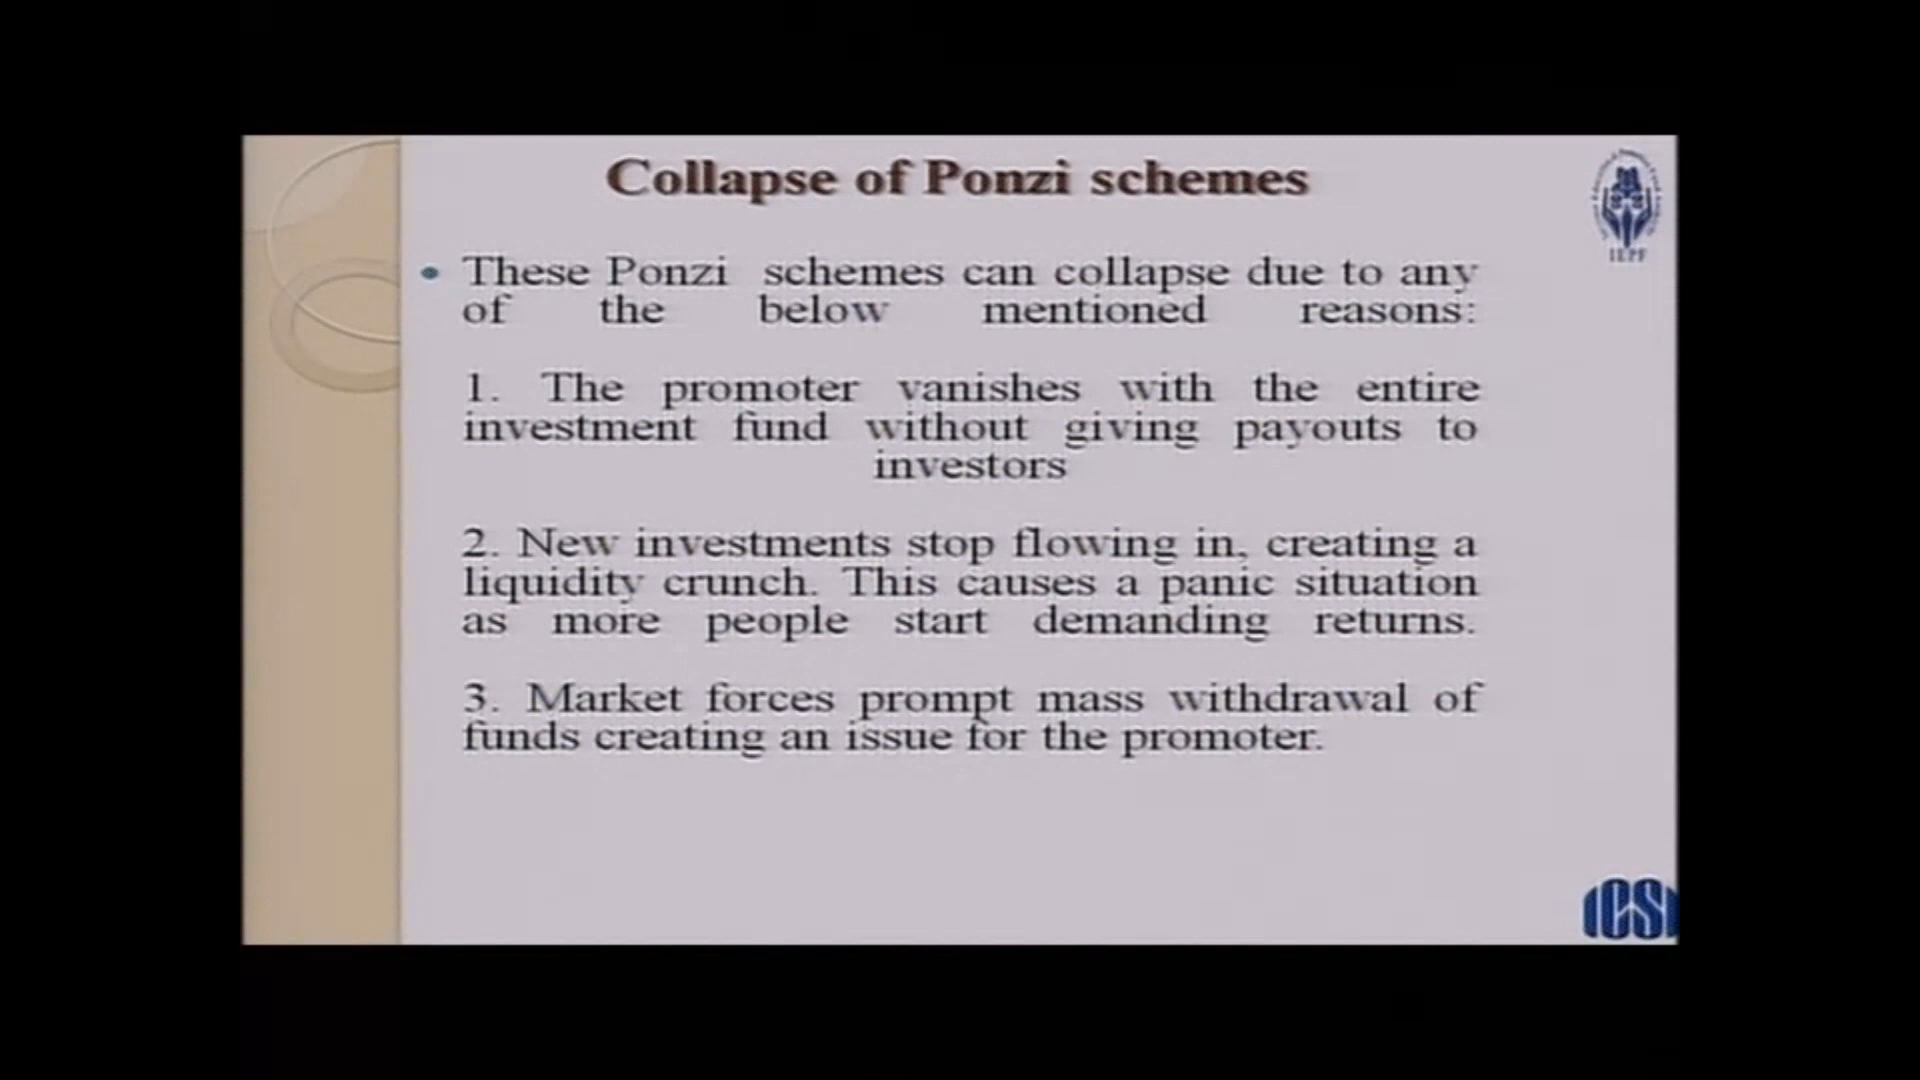 Collapse of Ponzi schemes
IEPF
• These Ponzi schemes can collapse due to any
of the below mentioned reasons:
1. The promoter vanishes with the entire
investment fund without giving payouts to
investors
2. New investments stop flowing in, creating a
liquidity crunch. This causes a panic situation
as more people start demanding returns.
3. Market forces prompt mass withdrawal of
funds creating an issue for the promoter.
ICSI